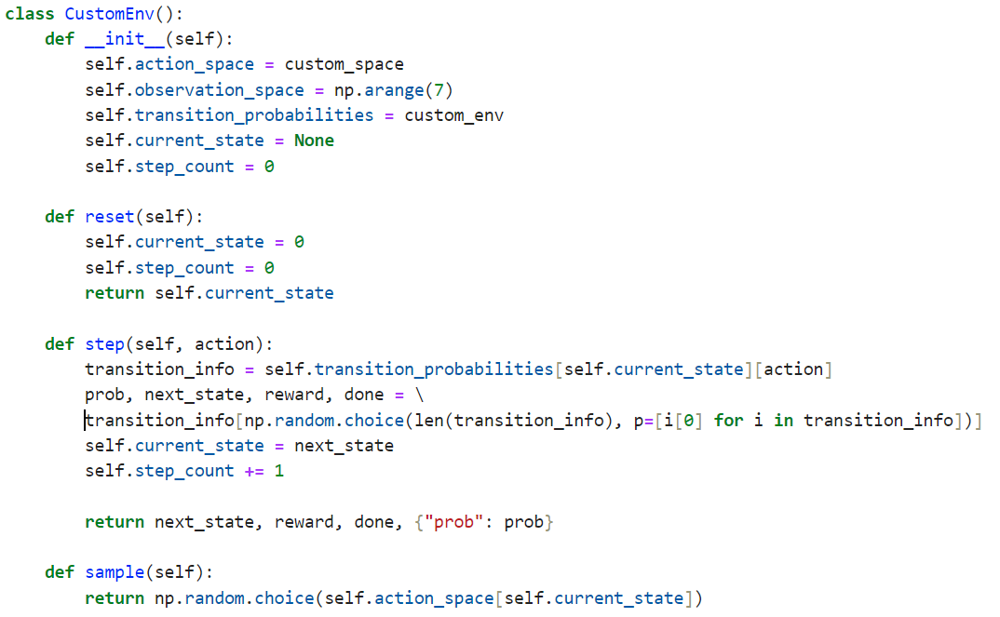 class CustomEnv():
    def __init__(self):
        self.action_space = custom_space
        self.observation_space = np.arange(7)
        self.transition_probabilities = custom_env
        self.current_state = None
        self.step_count = 0

    def reset(self):
        self.current_state = 0
        self.step_count = 0
        return self.current_state

    def step(self, action):
        transition_info = self.transition_probabilities[self.current_state][action]
        prob, next_state, reward, done = \
        transition_info[np.random.choice(len(transition_info), p=[i[0] for i in transition_info])]
        self.current_state = next_state
        self.step_count += 1

        return next_state, reward, done, {"prob": prob}

    def sample(self):
        return np.random.choice(self.action_space[self.current_state])